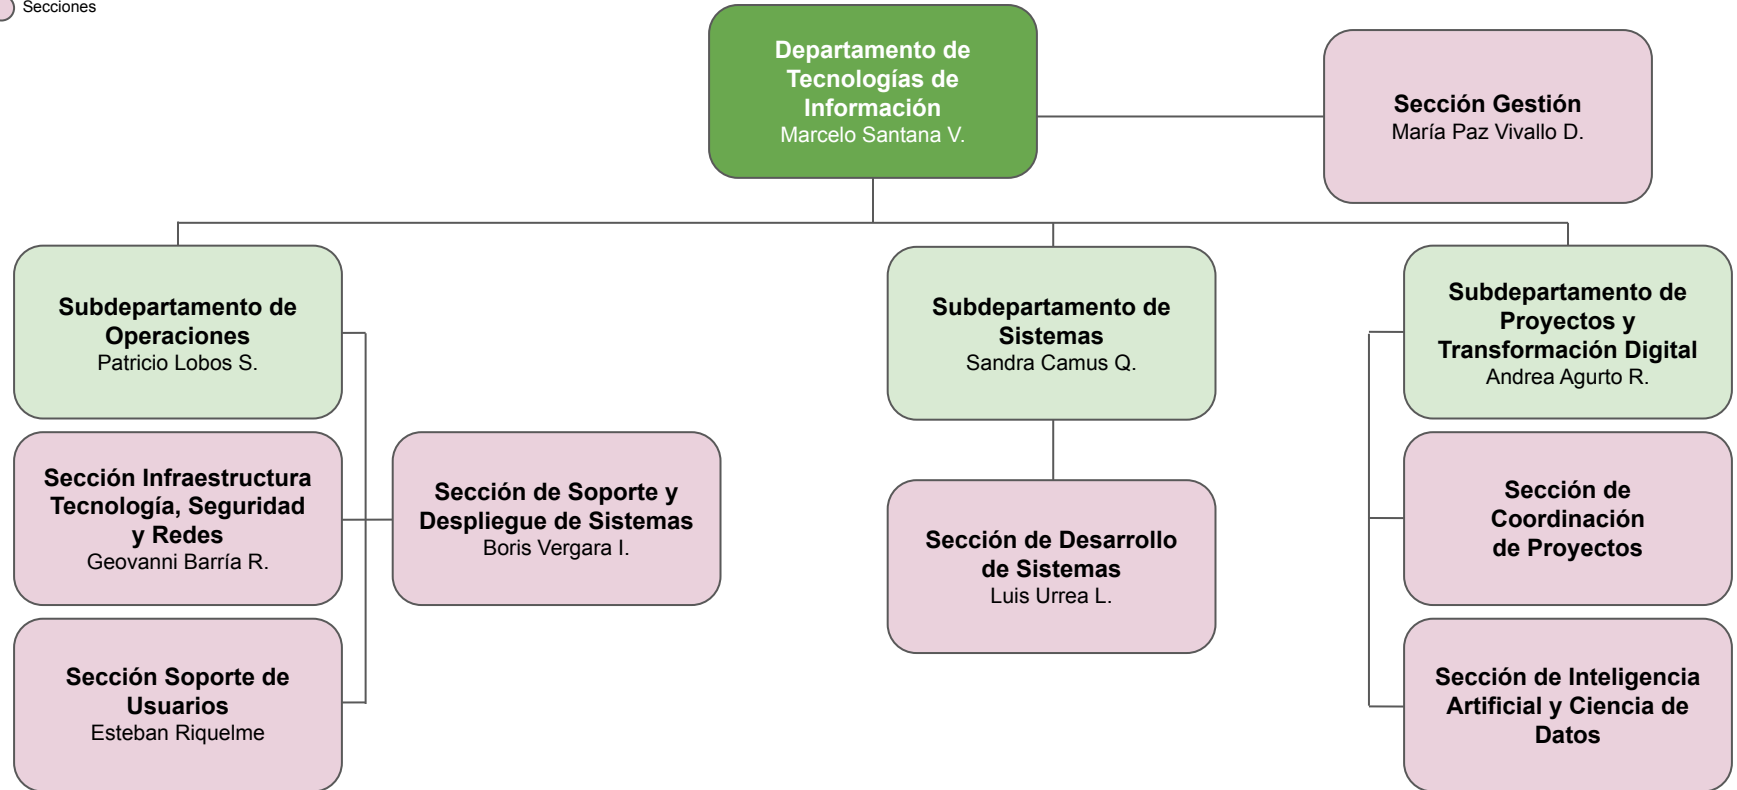 Secciones
Departamento de
Tecnologías de
Información
Marcelo Santana V.
Sección Gestión
María Paz Vivallo D.
Subdepartamento de
Operaciones
Patricio Lobos S.
Sección Infraestructura
Tecnología, Seguridad
y Redes
Geovanni Barría R.
Sección Soporte de
Usuarios
Esteban Riquelme
Sección de Soporte y
Despliegue de Sistemas
Boris Vergara I.
Subdepartamento de
Sistemas
Sandra Camus Q.
Sección de Desarrollo
de Sistemas
Luis Urrea L.
Subdepartamento de
Proyectos y
Transformación Digital
Andrea Agurto R.
Sección de
Coordinación
de Proyectos
Sección de Inteligencia
Artificial y Ciencia de
Datos